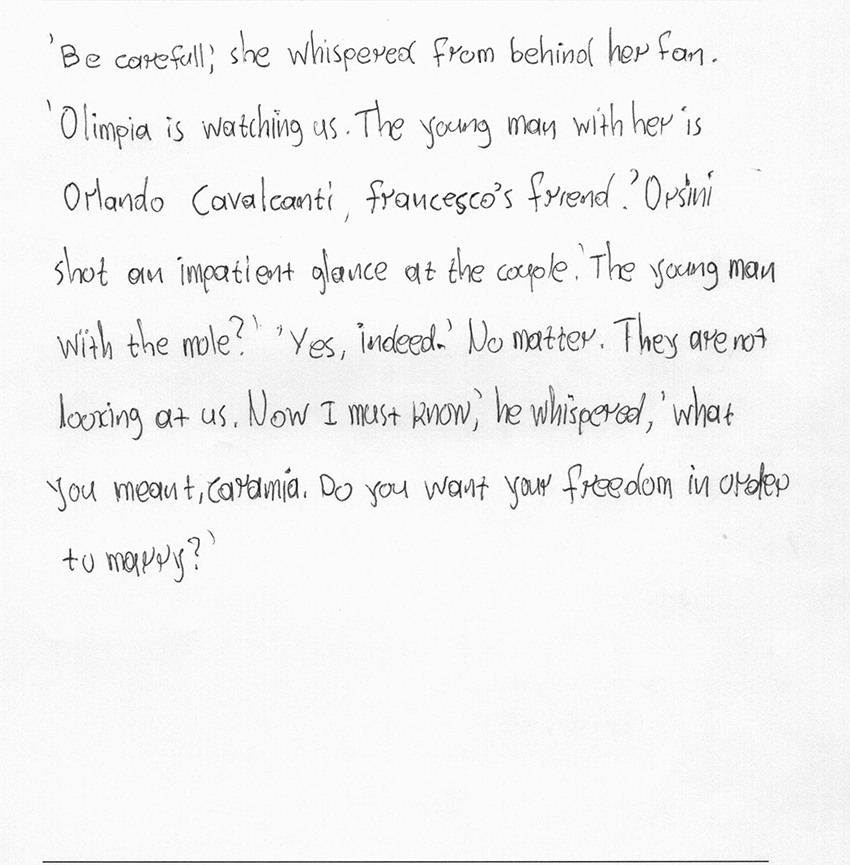 'Be carefull,' she whispered from behind her fan.
'Olimpia is watching us. The young man with her is
Orlando Cavalcanti, francesco's friend.' Orsini
shot an impatient glance at the couple. 'The young man
with the mole?' 'Yes, indeed.' No matter. They are not
looking at us. Now I must know,' he whispered, 'what
you meant, caramia. Do you want your freedom in order
to marry?'